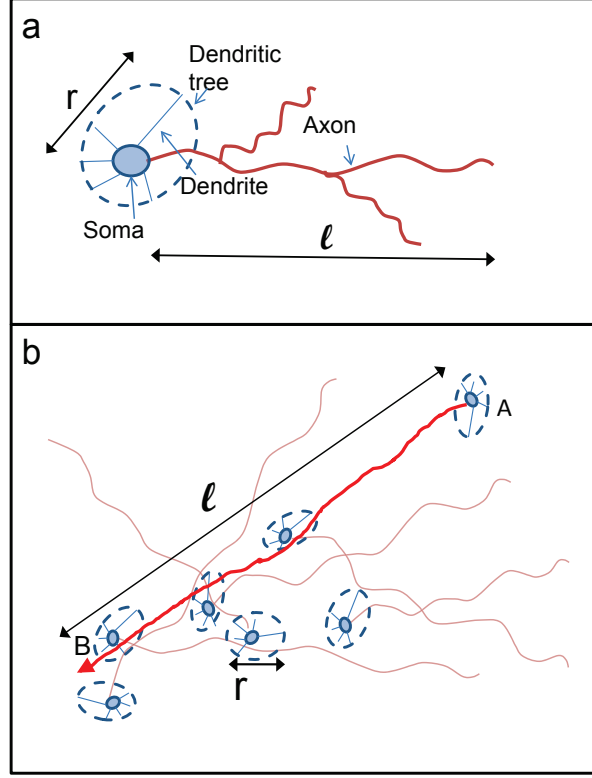 a
Dendritic
tree
r
Axon
Dendrite
Soma
ℓ
b
A
ℓ
B
r